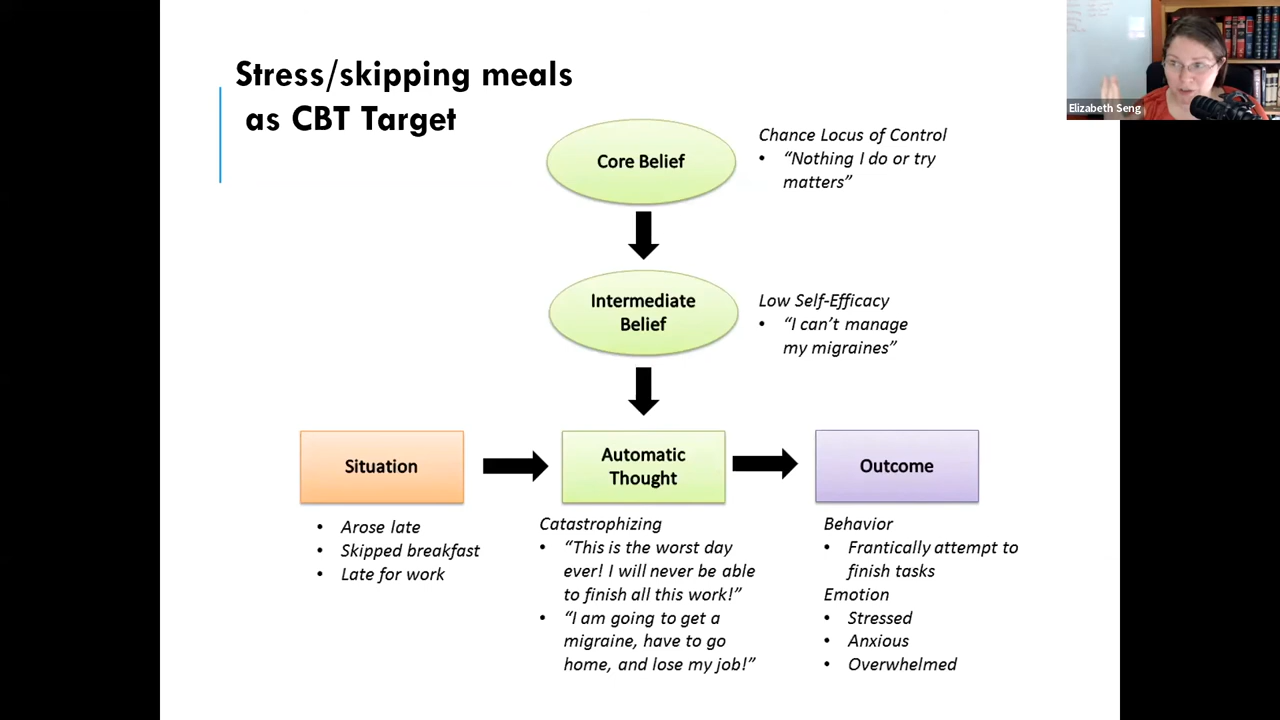 Stress/skipping meals
as CBT Target
Elizabeth Seng
Core Belief
Chance Locus of Control
• “Nothing I do or try
matters”
Intermediate
Belief
Low Self-Efficacy
• “I can’t manage
my migraines”
Situation
• Arose late
• Skipped breakfast
• Late for work
Automatic
Thought
Catastrophizing
• “This is the worst day
ever! I will never be able
to finish all this work!”
• “I am going to get a
migraine, have to go
home, and lose my job!”
Outcome
Behavior
• Frantically attempt to
finish tasks
Emotion
• Stressed
• Anxious
• Overwhelmed